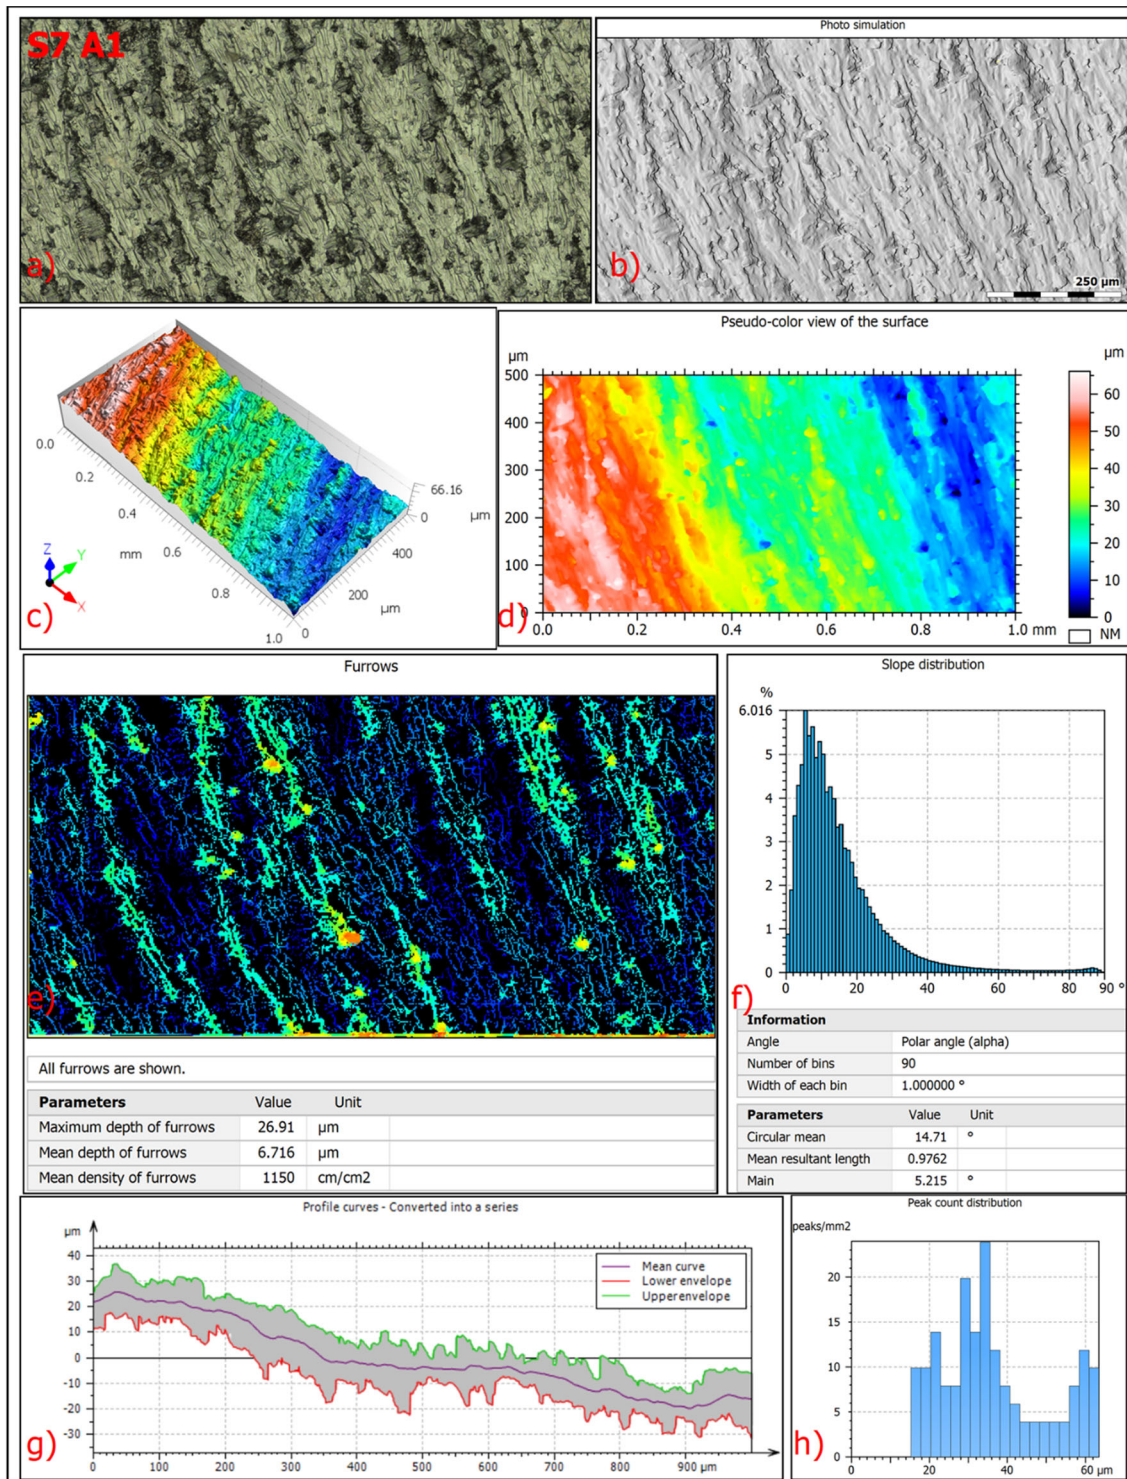 S7 A1
a)
Photo simulation
b)
250 µm
c)
0.0
0.2
0.4
mm
0.6
0.8
1.0
0
200
µm
400
66.16
0
µm
Z
Y
X
d)
Pseudo-color view of the surface
µm
500
400
300
200
100
0
0.0 0.2 0.4 0.6 0.8 1.0 mm
µm
60
50
40
30
20
10
0
NM
Furrows
e)
All furrows are shown.
Parameters Value Unit
Maximum depth of furrows 26.91 µm
Mean depth of furrows 6.716 µm
Mean density of furrows 1150 cm/cm2
Slope distribution
%
6.016
5
4
3
2
1
0
0 20 40 60 80 90 °
f)
Information
Angle Polar angle (alpha)
Number of bins 90
Width of each bin 1.000000 °
Parameters Value Unit
Circular mean 14.71 °
Mean resultant length 0.9762
Main 5.215 °
Profile curves - Converted into a series
µm
40
30
20
10
0
-10
-20
-30
0 100 200 300 400 500 600 700 800 900 µm
Mean curve
Lower envelope
Upper envelope
g)
Peak count distribution
peaks/mm2
20
15
10
5
0
0 20 40 60 µm
h)